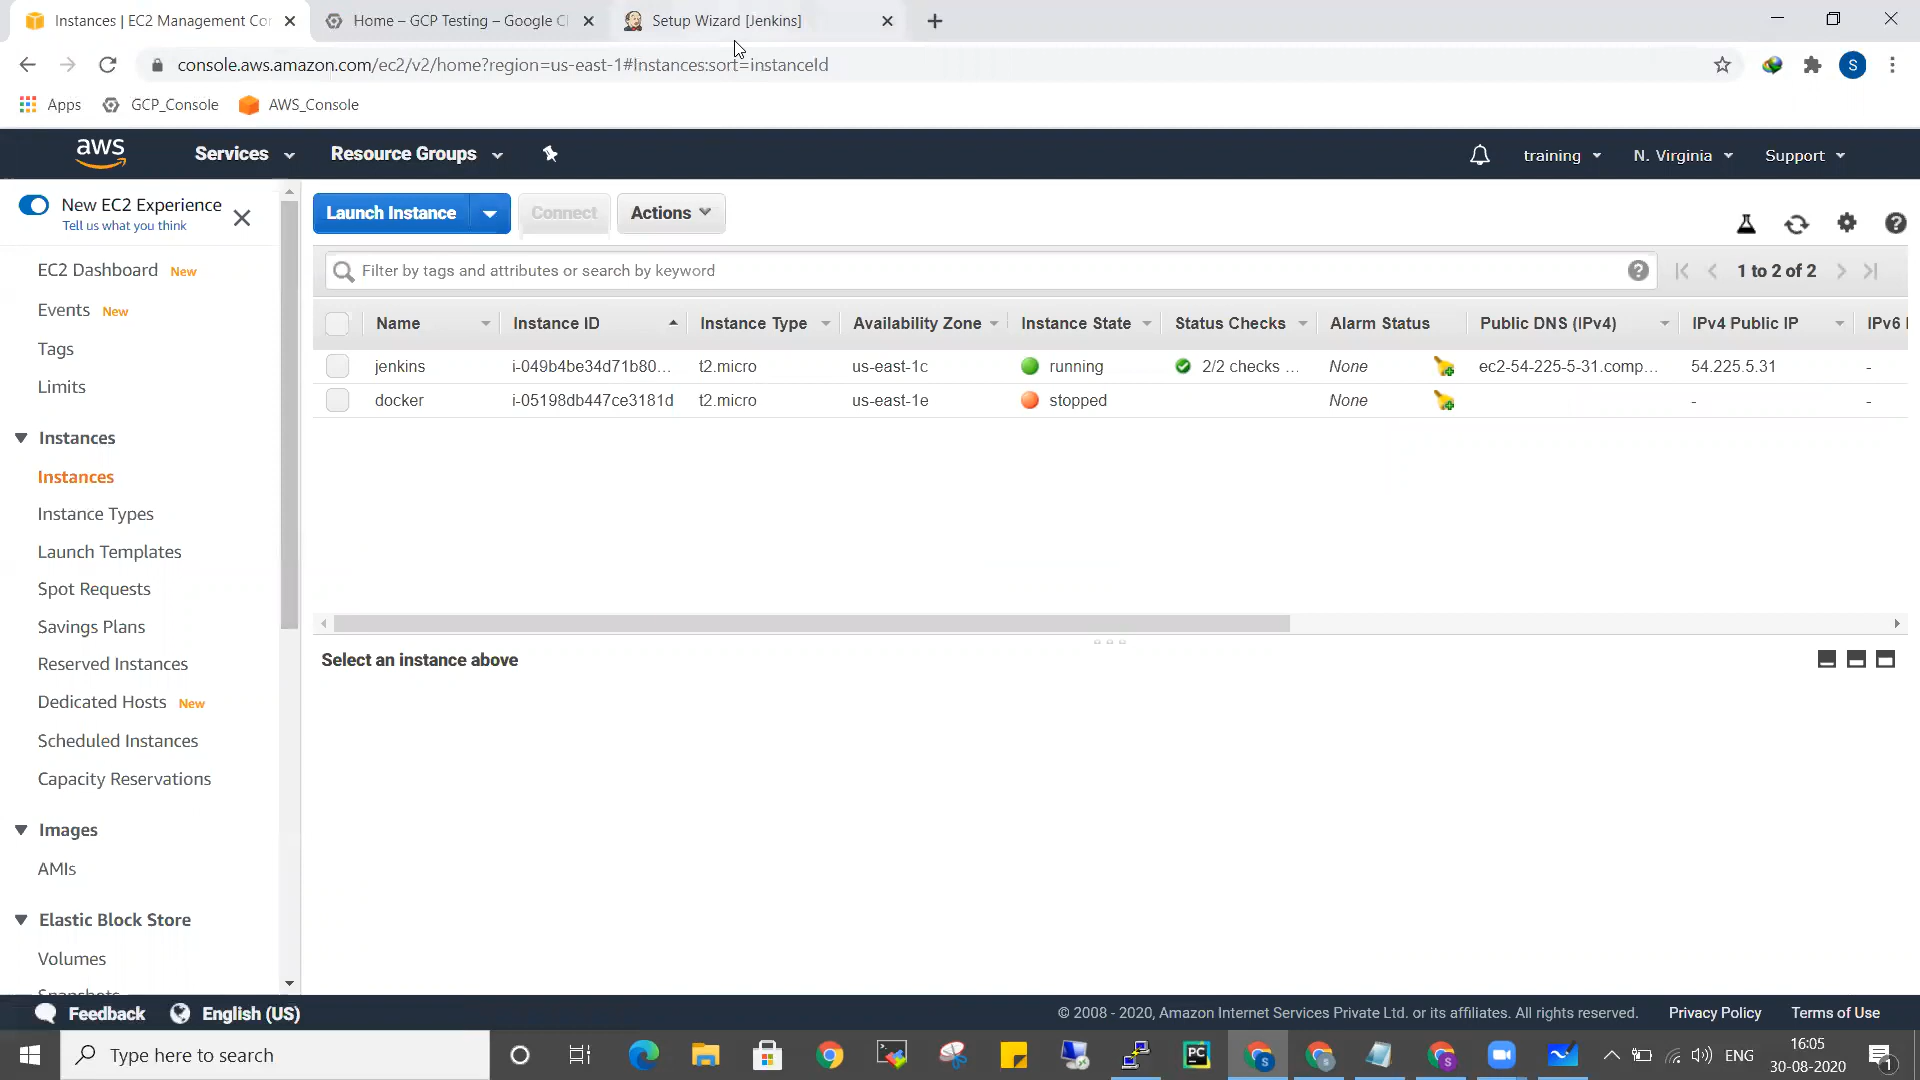 Instances | EC2 Management Con
Home – GCP Testing – Google Cl
Setup Wizard [Jenkins]
console.aws.amazon.com/ec2/v2/home?region=us-east-1#Instances:sort=instanceId
S
Apps
GCP_Console
AWS_Console
aws
Services
Resource Groups
training
N. Virginia
Support
New EC2 Experience
Tell us what you think
Launch Instance
Connect
Actions
Filter by tags and attributes or search by keyword
1 to 2 of 2
Name
Instance ID
Instance Type
Availability Zone
Instance State
Status Checks
Alarm Status
Public DNS (IPv4)
IPv4 Public IP
IPv6 I
jenkins
i-049b4be34d71b80...
t2.micro
us-east-1c
running
2/2 checks ...
None
ec2-54-225-5-31.comp...
54.225.5.31
-
docker
i-05198db447ce3181d
t2.micro
us-east-1e
stopped
None
-
-
EC2 Dashboard New
Events New
Tags
Limits
Instances
Instances
Instance Types
Launch Templates
Spot Requests
Savings Plans
Reserved Instances
Dedicated Hosts New
Scheduled Instances
Capacity Reservations
Images
AMIs
Elastic Block Store
Volumes
Snapshots
Select an instance above
Feedback
English (US)
© 2008 - 2020, Amazon Internet Services Private Ltd. or its affiliates. All rights reserved.
Privacy Policy
Terms of Use
Type here to search
PC
S
S
ENG
16:05
30-08-2020
1